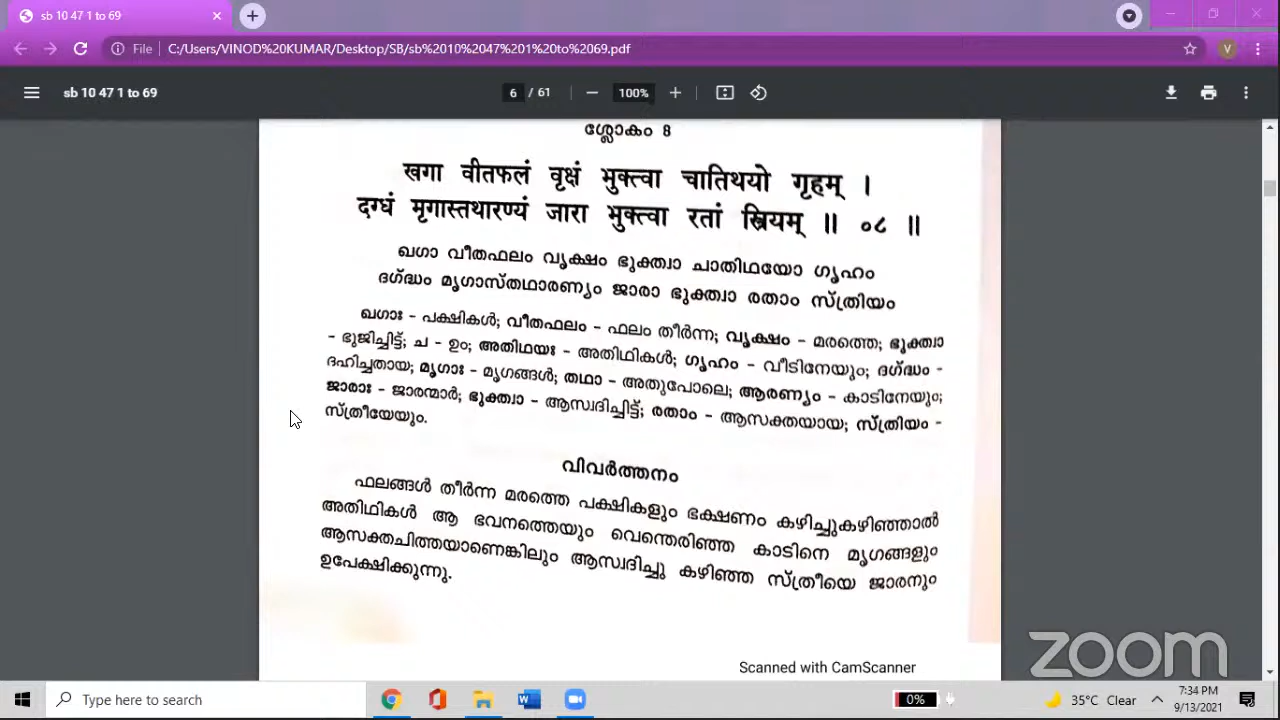 sb 10 47 1 to 69
File C:/Users/VINOD%20KUMAR/Desktop/SB/sb%2010%2047%201%20to%2069.pdf
V
sb 10 47 1 to 69
6 / 61
100%
ശ്ലോകം 8
खगा वीतफलं वृक्षं भुक्त्वा चातिथयो गृहम् ।
दग्धं मृगास्तथारण्यं जारा भुक्त्वा रतां स्त्रियम् ॥ ०८ ॥
ഖഗാ വീതഫലം വൃക്ഷം ഭുക്ത്വാ ചാതിഥയോ ഗൃഹം
ദഗ്ദ്ധം മൃഗാസ്തഥാരണ്യം ജാരാ ഭുക്ത്വാ രതാം സ്ത്രിയം
ഖഗാഃ - പക്ഷികൾ; വീതഫലം - ഫലം തീർന്ന; വൃക്ഷം - മരത്തെ; ഭുക്ത്വാ
- ഭുജിച്ചിട്ട്; ച - ഉം; അതിഥയഃ - അതിഥികൾ; ഗൃഹം - വീടിനേയും; ദഗ്ദ്ധം -
ദഹിച്ചതായ; മൃഗാഃ - മൃഗങ്ങൾ; തഥാ - അതുപോലെ; ആരണ്യം - കാടിനേയും;
ജാരാഃ - ജാരന്മാർ; ഭുക്ത്വാ - ആസ്വദിച്ചിട്ട്; രതാം - ആസക്തയായ; സ്ത്രിയം -
സ്ത്രീയേയും.
വിവർത്തനം
ഫലങ്ങൾ തീർന്ന മരത്തെ പക്ഷികളും ഭക്ഷണം കഴിച്ചുകഴിഞ്ഞാൽ
അതിഥികൾ ആ ഭവനത്തെയും വെന്തെരിഞ്ഞ കാടിനെ മൃഗങ്ങളും
ആസക്തചിത്തയാണെങ്കിലും ആസ്വദിച്ചു കഴിഞ്ഞ സ്ത്രീയെ ജാരനും
ഉപേക്ഷിക്കുന്നു.
Scanned with CamScanner
zoom
Type here to search
0%
35°C Clear
7:34 PM
9/13/2021